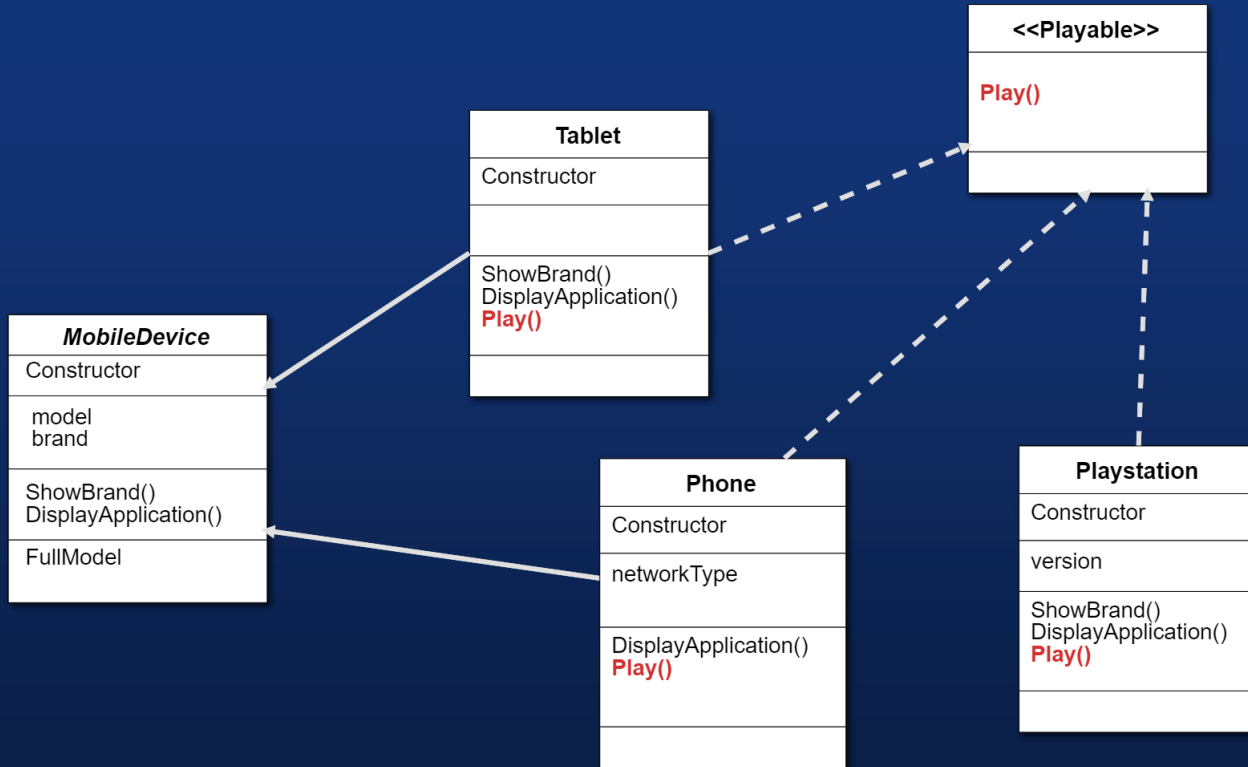 <<Playable>>
Play()
Tablet
Constructor
ShowBrand()
DisplayApplication()
Play()
MobileDevice
Constructor
model
brand
ShowBrand()
DisplayApplication()
FullModel
Phone
Constructor
networkType
DisplayApplication()
Play()
Playstation
Constructor
version
ShowBrand()
DisplayApplication()
Play()